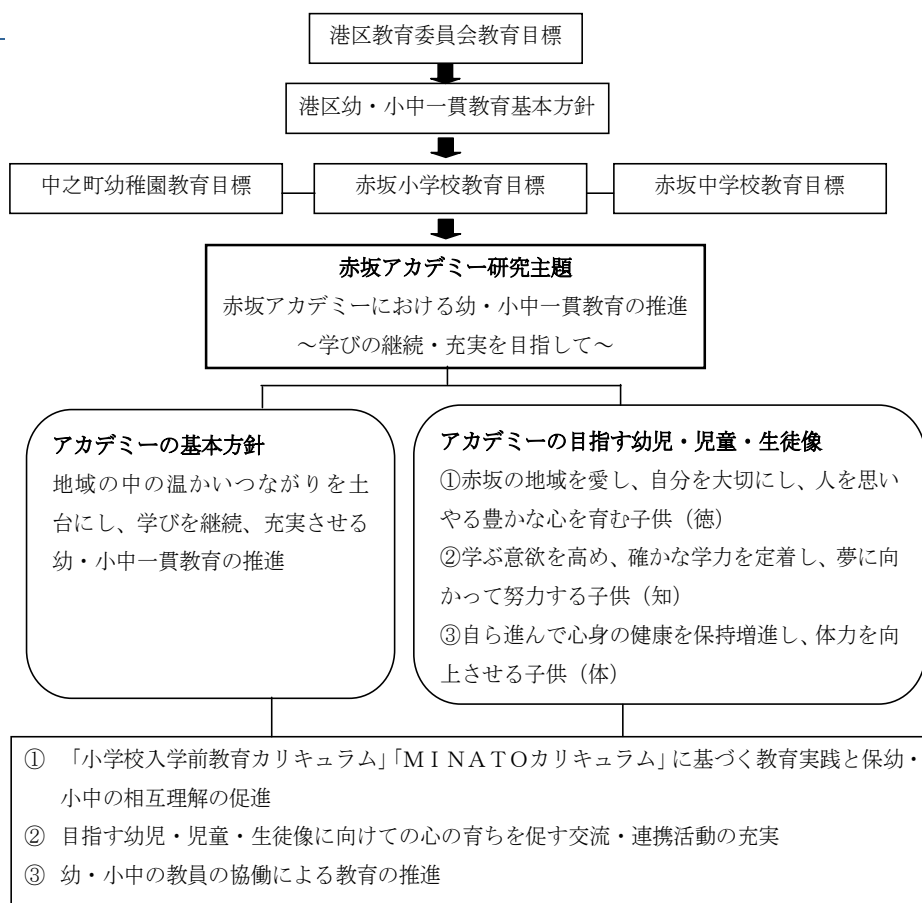 港区教育委員会教育目標
港区幼・小中一貫教育基本方針
中之町幼稚園教育目標
赤坂小学校教育目標
赤坂中学校教育目標
赤坂アカデミー研究主題
赤坂アカデミーにおける幼・小中一貫教育の推進
～学びの継続・充実を目指して～
アカデミーの基本方針
地域の中の温かいつながりを土
台にし、学びを継続、充実させる
幼・小中一貫教育の推進
アカデミーの目指す幼児・児童・生徒像
①赤坂の地域を愛し、自分を大切にし、人を思い
やる豊かな心を育む子供（徳）
②学ぶ意欲を高め、確かな学力を定着し、夢に向
かって努力する子供（知）
③自ら進んで心身の健康を保持増進し、体力を向
上させる子供（体）
① 「小学校入学前教育カリキュラム」「ＭＩＮＡＴＯカリキュラム」に基づく教育実践と保幼・
小中の相互理解の促進
② 目指す幼児・児童・生徒像に向けての心の育ちを促す交流・連携活動の充実
③ 幼・小中の教員の協働による教育の推進